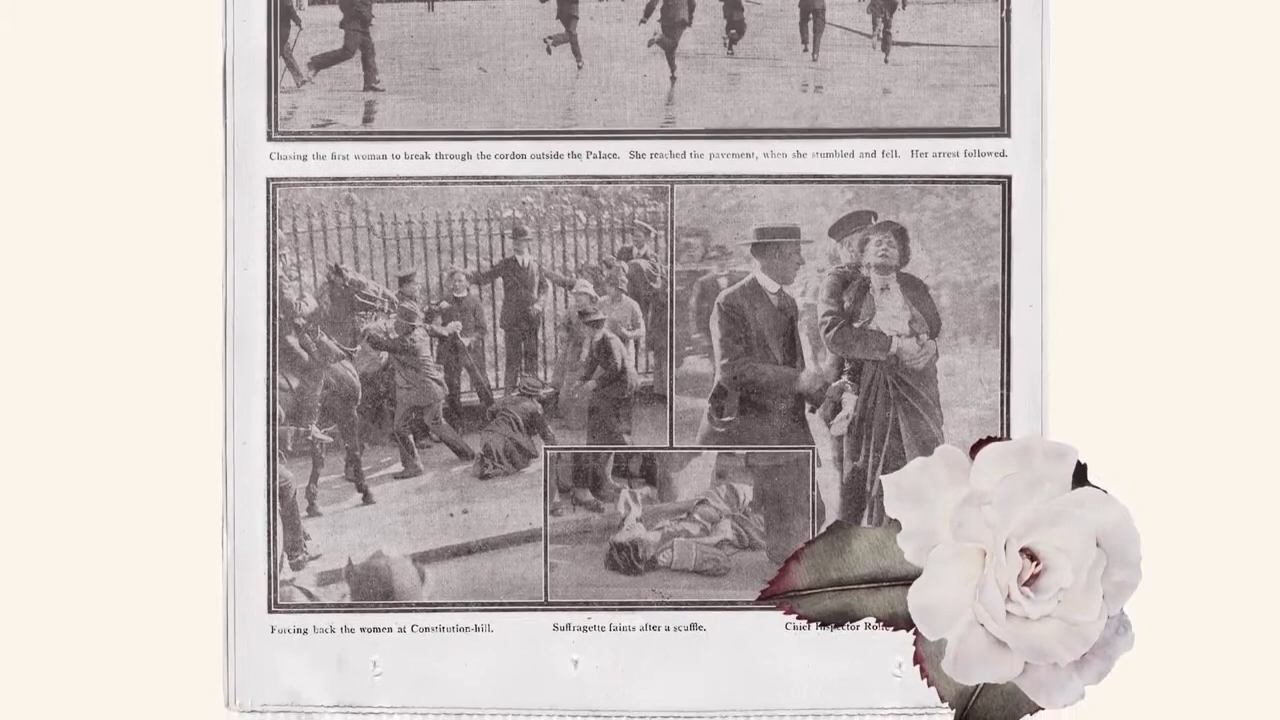 Chasing the first woman to break through the cordon outside the Palace. She reached the pavement, when she stumbled and fell. Her arrest followed.
Forcing back the women at Constitution-hill.
Suffragette faints after a scuffle.
Chief Inspector